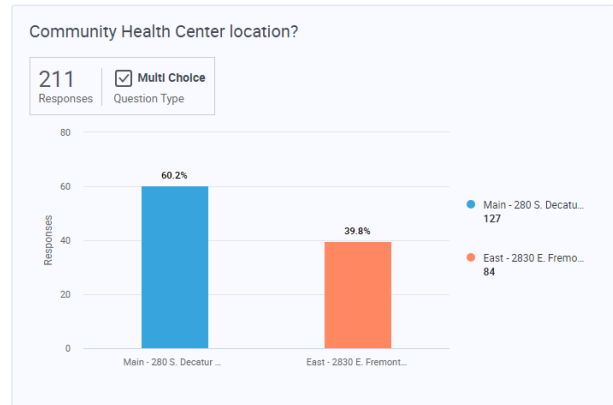 Community Health Center location?
211
Responses
Multi Choice
Question Type
80
60
40
20
0
Responses
60.2%
39.8%
Main - 280 S. Decatur ...
East - 2830 E. Fremont...
Main - 280 S. Decatu...
127
East - 2830 E. Fremo...
84